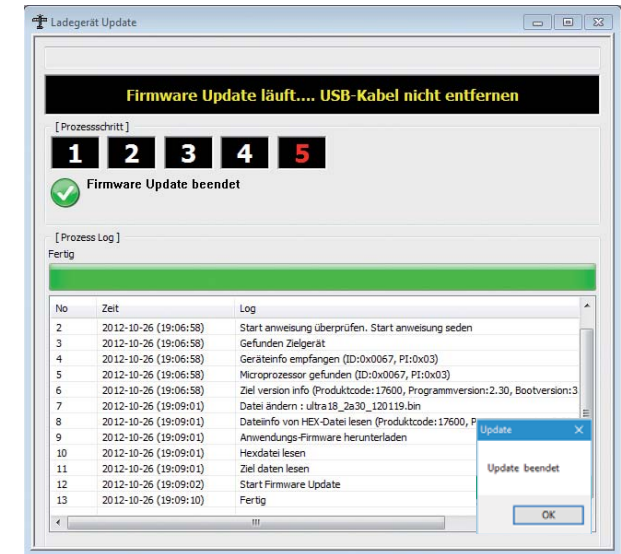 Ladegerät Update
Firmware Update läuft.... USB-Kabel nicht entfernen
[ Prozessschritt ]
1 2 3 4 5
Firmware Update beendet
[ Prozess Log ]
Fertig
No Zeit Log
2 2012-10-26 (19:06:58) Start anweisung überprüfen. Start anweisung seden
3 2012-10-26 (19:06:58) Gefunden Zielgerät
4 2012-10-26 (19:06:58) Geräteinfo empfangen (ID:0x0067, PI:0x03)
5 2012-10-26 (19:06:58) Microprozessor gefunden (ID:0x0067, PI:0x03)
6 2012-10-26 (19:06:58) Ziel version info (Produktcode:17600, Programmversion:2.30, Bootversion:3
7 2012-10-26 (19:09:01) Datei ändern : ultra18_2a30_120119.bin
8 2012-10-26 (19:09:01) Dateiinfo von HEX-Datei lesen (Produktcode:17600, P
9 2012-10-26 (19:09:01) Anwendungs-Firmware herunterladen
10 2012-10-26 (19:09:01) Hexdatei lesen
11 2012-10-26 (19:09:01) Ziel daten lesen
12 2012-10-26 (19:09:02) Start Firmware Update
13 2012-10-26 (19:09:10) Fertig
Update
Update beendet
OK